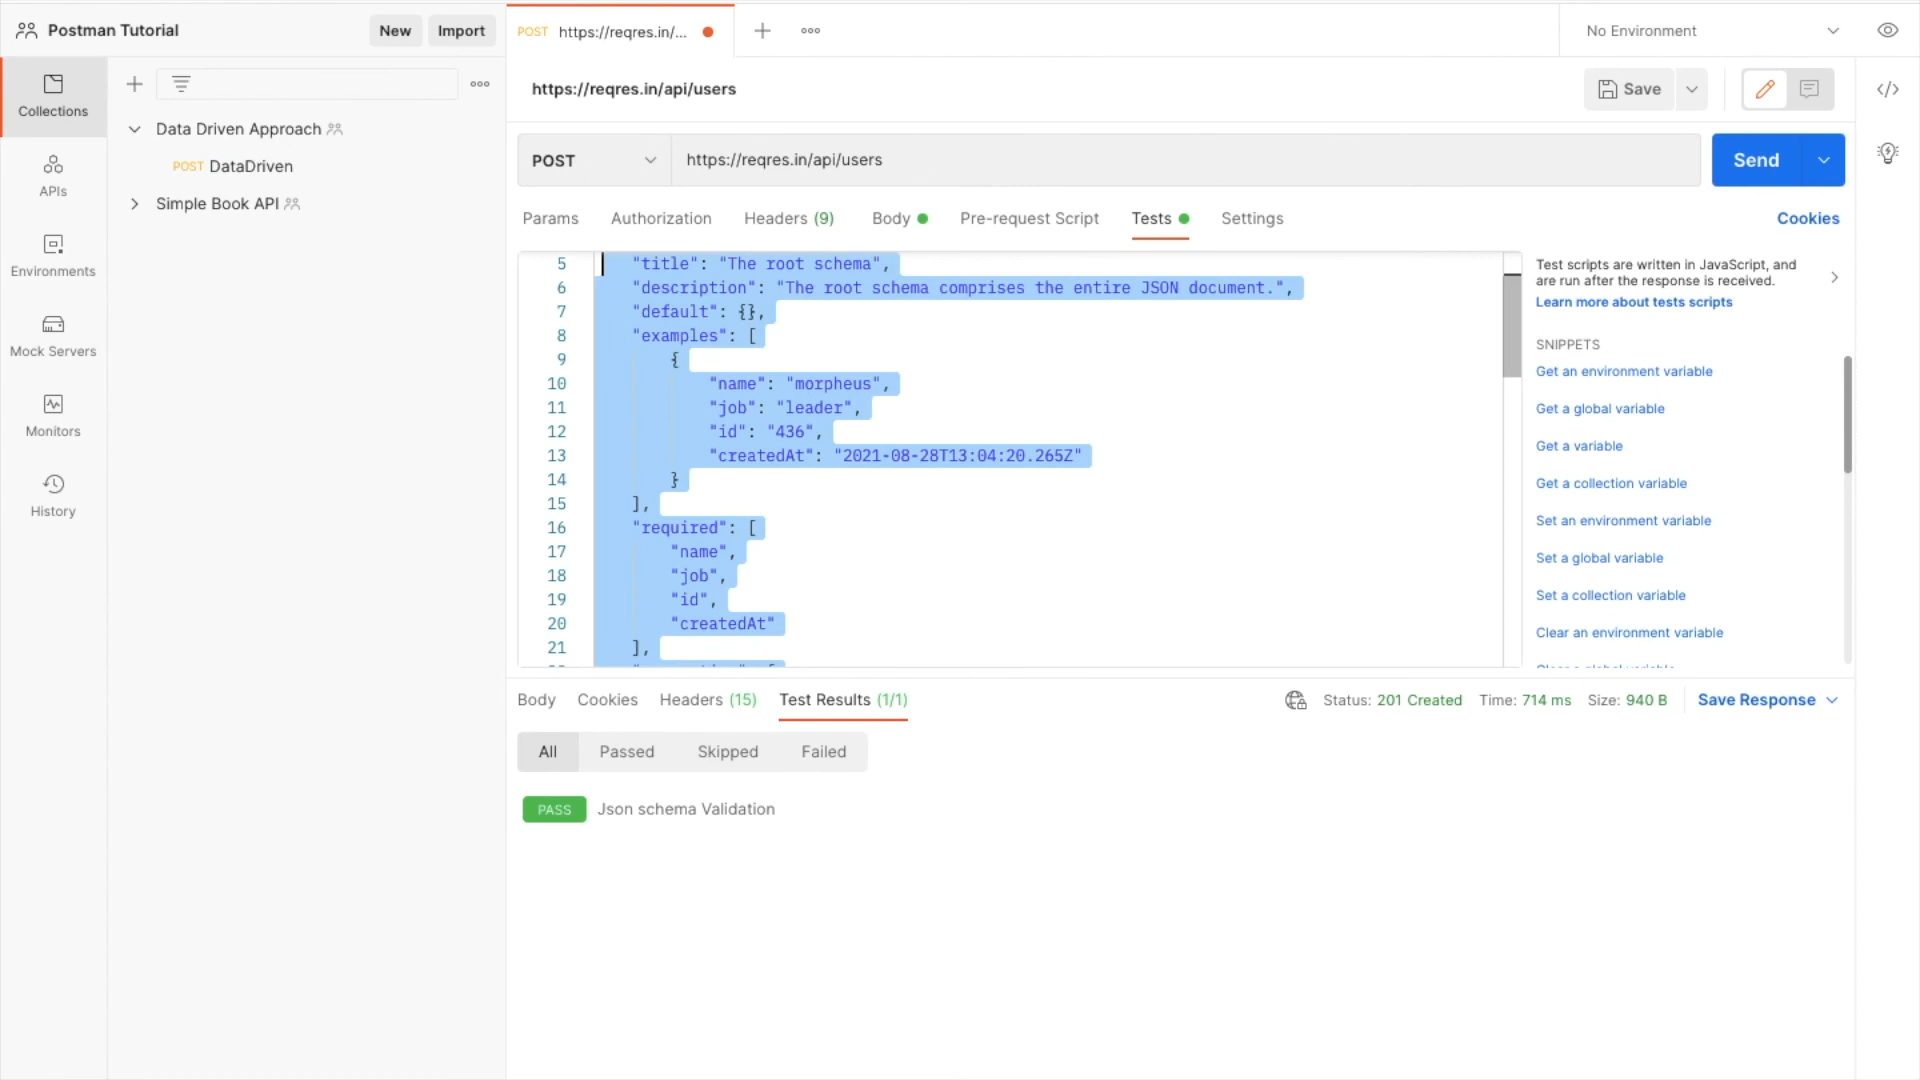 Postman Tutorial
New
Import
POST https://reqres.in/...
No Environment
Collections
APIs
Environments
Mock Servers
Monitors
History
Data Driven Approach
POST DataDriven
Simple Book API
https://reqres.in/api/users
Save
POST
https://reqres.in/api/users
Send
Params
Authorization
Headers (9)
Body
Pre-request Script
Tests
Settings
Cookies
5 "title": "The root schema",
6 "description": "The root schema comprises the entire JSON document.",
7 "default": {},
8 "examples": [
9 {
10 "name": "morpheus",
11 "job": "leader",
12 "id": "436",
13 "createdAt": "2021-08-28T13:04:20.265Z"
14 }
15 ],
16 "required": [
17 "name",
18 "job",
19 "id",
20 "createdAt"
21 ],
Test scripts are written in JavaScript, and
are run after the response is received.
Learn more about tests scripts
SNIPPETS
Get an environment variable
Get a global variable
Get a variable
Get a collection variable
Set an environment variable
Set a global variable
Set a collection variable
Clear an environment variable
Body
Cookies
Headers (15)
Test Results (1/1)
Status: 201 Created
Time: 714 ms
Size: 940 B
Save Response
All
Passed
Skipped
Failed
PASS Json schema Validation